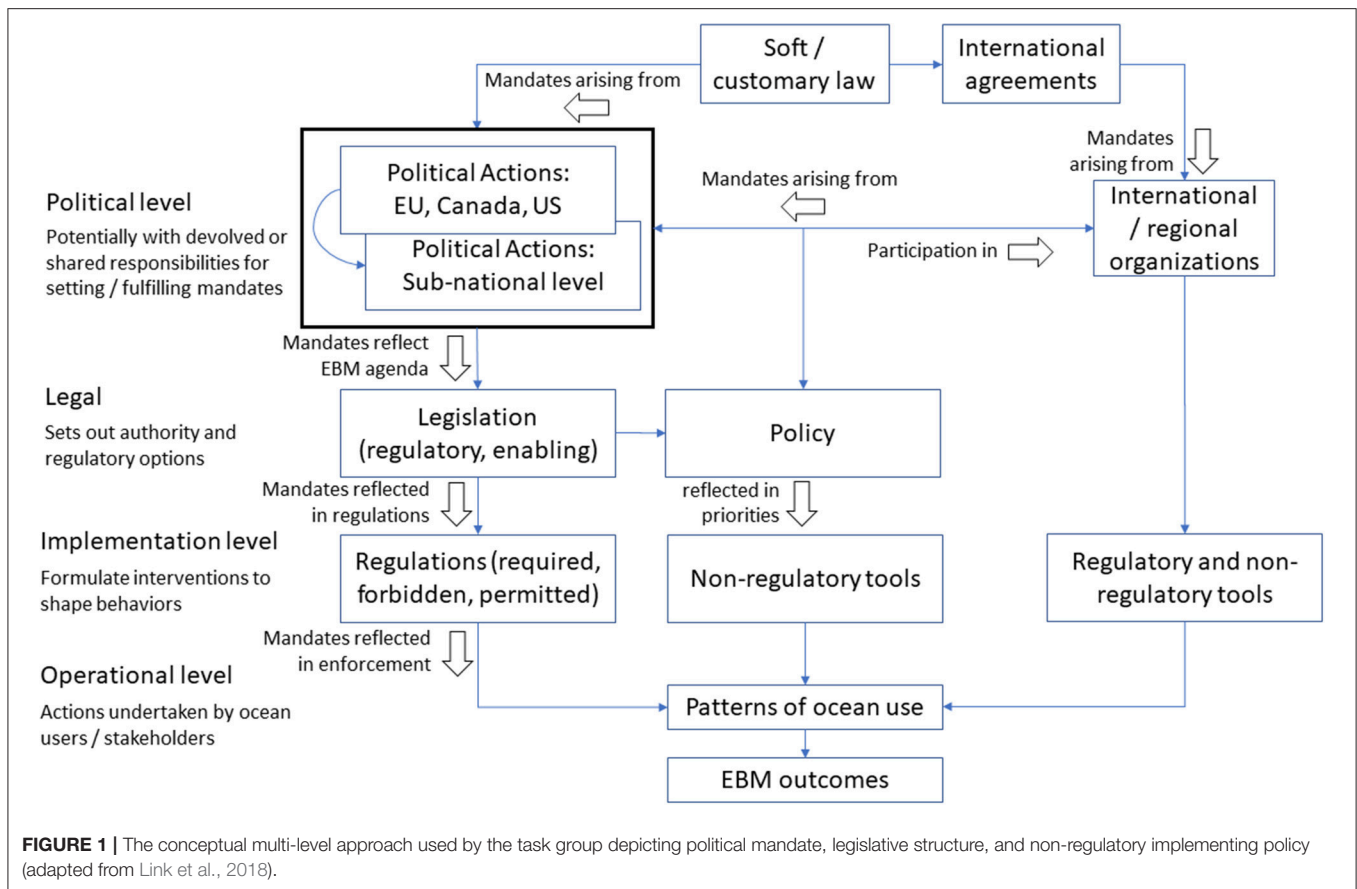 Soft /
customary law
International
agreements
Mandates arising from
Mandates
arising from
Political level
Potentially with devolved or
shared responsibilities for
setting / fulfilling mandates
Political Actions:
EU, Canada, US
Political Actions:
Sub-national level
Mandates arising from
Participation in
International
/ regional
organizations
Mandates reflect
EBM agenda
Legal
Sets out authority and
regulatory options
Legislation
(regulatory, enabling)
Policy
Mandates reflected
in regulations
reflected in
priorities
Implementation level
Formulate interventions to
shape behaviors
Regulations (required,
forbidden, permitted)
Non-regulatory tools
Regulatory and non-
regulatory tools
Mandates reflected
in enforcement
Operational level
Actions undertaken by ocean
users / stakeholders
Patterns of ocean use
EBM outcomes
FIGURE 1 | The conceptual multi-level approach used by the task group depicting political mandate, legislative structure, and non-regulatory implementing policy
(adapted from Link et al., 2018).